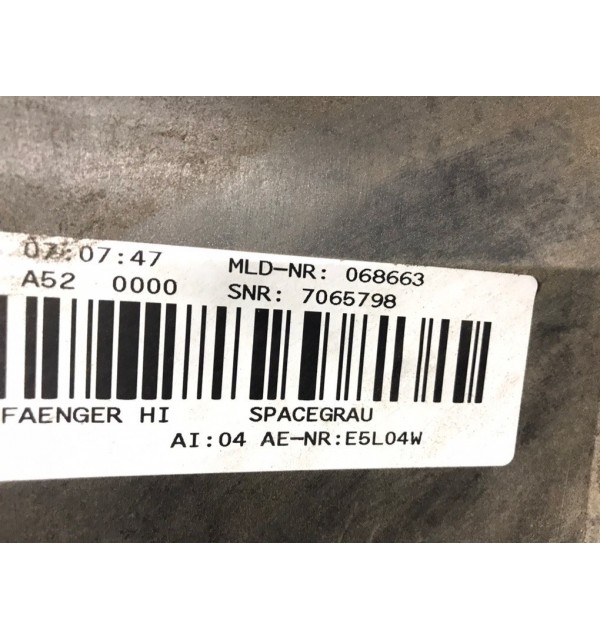 07:07:47 MLD-NR: 068663
A52 0000 SNR: 7065798
FAENGER HI SPACEGRAU
AI:04 AE-NR:E5L04W